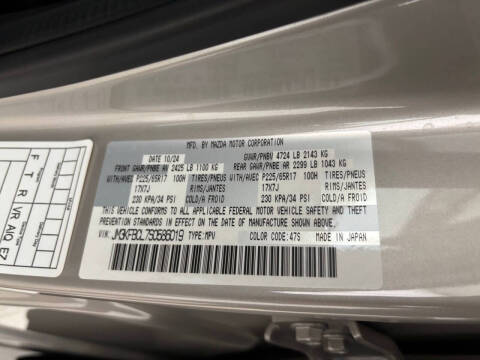 MFD. BY MAZDA MOTOR CORPORATION
DATE 10/24 GVWR/PNBV 4724 LB 2143 KG
FRONT GAWR/PNBE AV 2425 LB 1100 KG REAR GAWR/PNBE AR 2299 LB 1043 KG
WITH/AVEC P225/65R17 100H TIRES/PNEUS WITH/AVEC P225/65R17 100H TIRES/PNEUS
17X7J RIMS/JANTES 17X7J RIMS/JANTES
230 KPA/34 PSI COLD/A FROID 230 KPA/34 PSI COLD/A FROID
THIS VEHICLE CONFORMS TO ALL APPLICABLE FEDERAL MOTOR VEHICLE SAFETY,
BUMPER, AND THEFT PREVENTION STANDARDS IN EFFECT ON THE DATE OF MANUFACTURE
SHOWN ABOVE.
VIN: TYPE: MPV COLOR CODE: 47S MADE IN JAPAN
F T R VR AIQ EZ